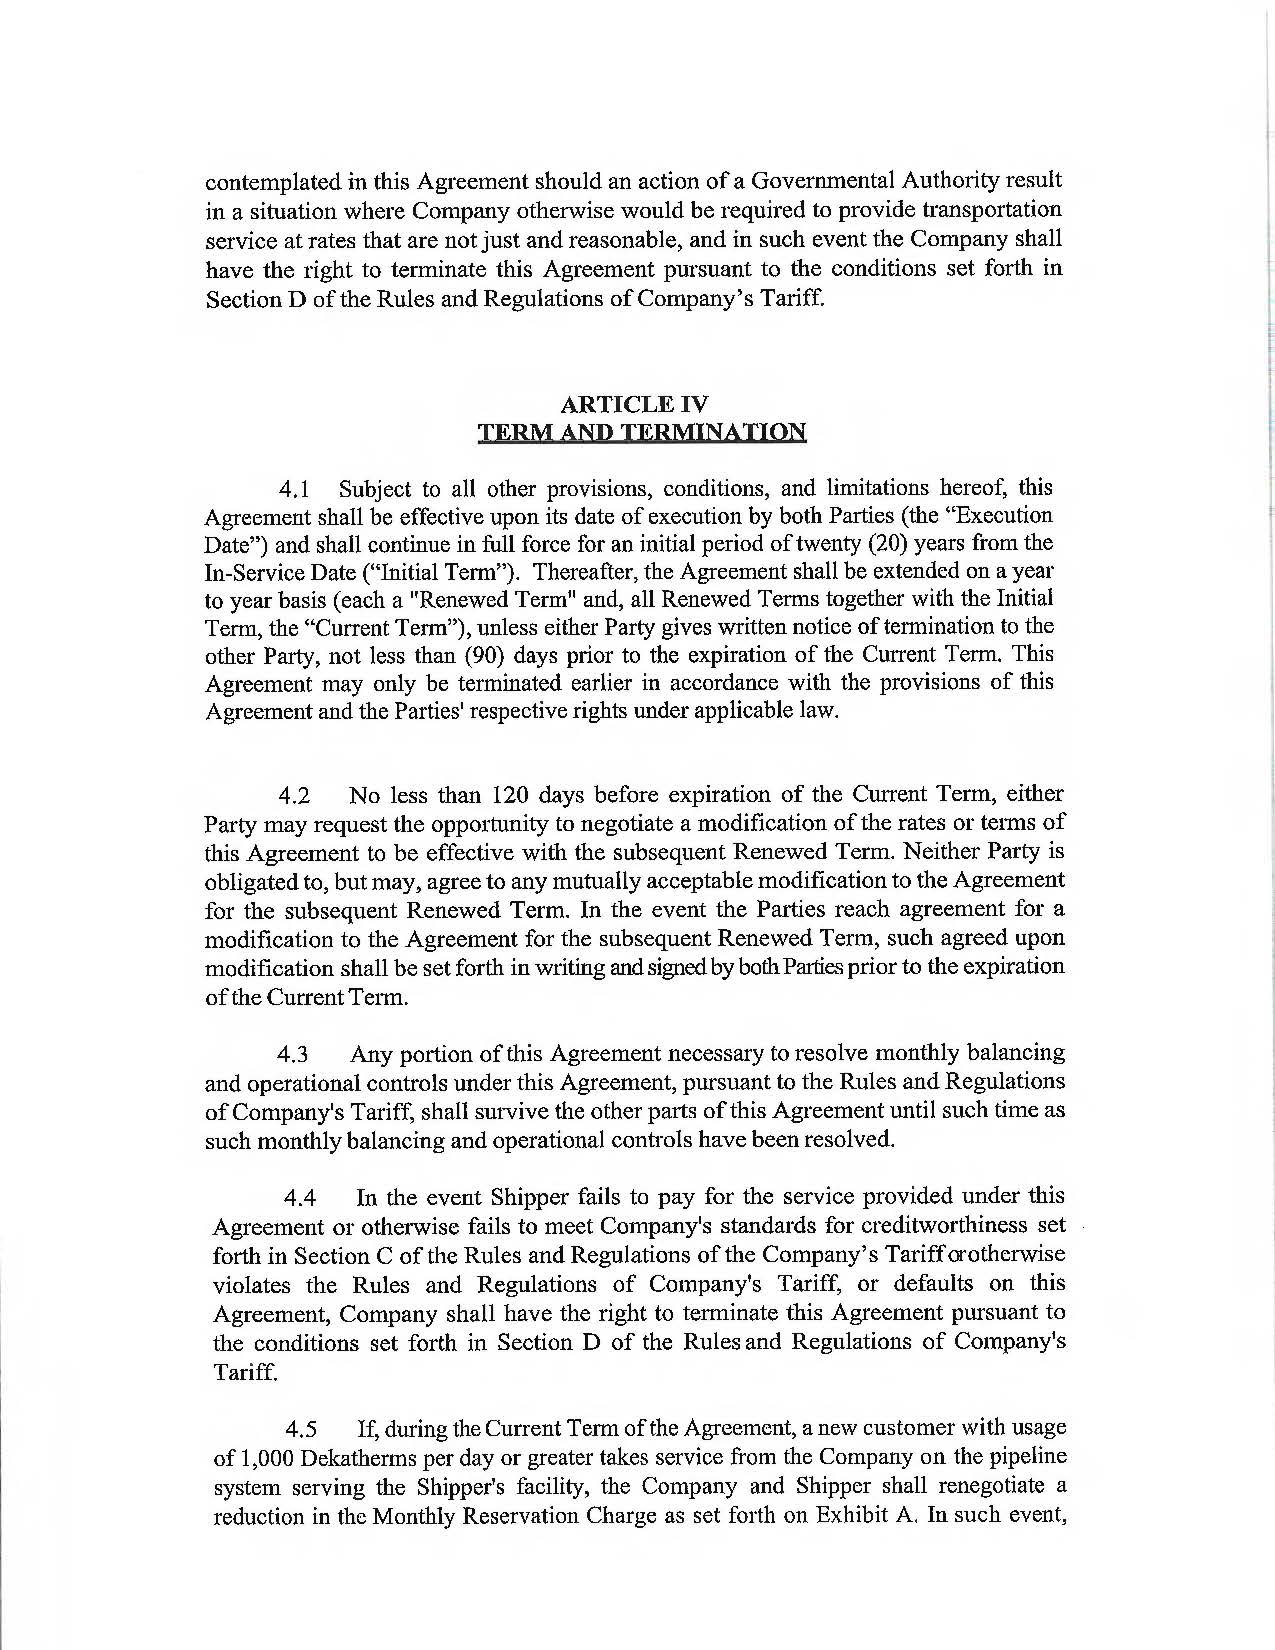 contemplated in this Agreement should an action of a Governmental Authority result
in a situation where Company otherwise would be required to provide transportation
service at rates that are not just and reasonable, and in such event the Company shall
have the right to terminate this Agreement pursuant to the conditions set forth in
Section D of the Rules and Regulations of Company’s Tariff.
ARTICLE IV
TERM AND TERMINATION
4.1 Subject to all other provisions, conditions, and limitations hereof, this
Agreement shall be effective upon its date of execution by both Parties (the “Execution
Date”) and shall continue in full force for an initial period of twenty (20) years from the
In-Service Date (“Initial Term”). Thereafter, the Agreement shall be extended on a year
to year basis (each a "Renewed Term" and, all Renewed Terms together with the Initial
Term, the “Current Term”), unless either Party gives written notice of termination to the
other Party, not less than (90) days prior to the expiration of the Current Term. This
Agreement may only be terminated earlier in accordance with the provisions of this
Agreement and the Parties' respective rights under applicable law.
4.2 No less than 120 days before expiration of the Current Term, either
Party may request the opportunity to negotiate a modification of the rates or terms of
this Agreement to be effective with the subsequent Renewed Term. Neither Party is
obligated to, but may, agree to any mutually acceptable modification to the Agreement
for the subsequent Renewed Term. In the event the Parties reach agreement for a
modification to the Agreement for the subsequent Renewed Term, such agreed upon
modification shall be set forth in writing and signed by both Parties prior to the expiration
of the Current Term.
4.3 Any portion of this Agreement necessary to resolve monthly balancing
and operational controls under this Agreement, pursuant to the Rules and Regulations
of Company's Tariff, shall survive the other parts of this Agreement until such time as
such monthly balancing and operational controls have been resolved.
4.4 In the event Shipper fails to pay for the service provided under this
Agreement or otherwise fails to meet Company's standards for creditworthiness set
forth in Section C of the Rules and Regulations of the Company’s Tariff or otherwise
violates the Rules and Regulations of Company's Tariff, or defaults on this
Agreement, Company shall have the right to terminate this Agreement pursuant to
the conditions set forth in Section D of the Rules and Regulations of Company's
Tariff.
4.5 If, during the Current Term of the Agreement, a new customer with usage
of 1,000 Dekatherms per day or greater takes service from the Company on the pipeline
system serving the Shipper's facility, the Company and Shipper shall renegotiate a
reduction in the Monthly Reservation Charge as set forth on Exhibit A. In such event,